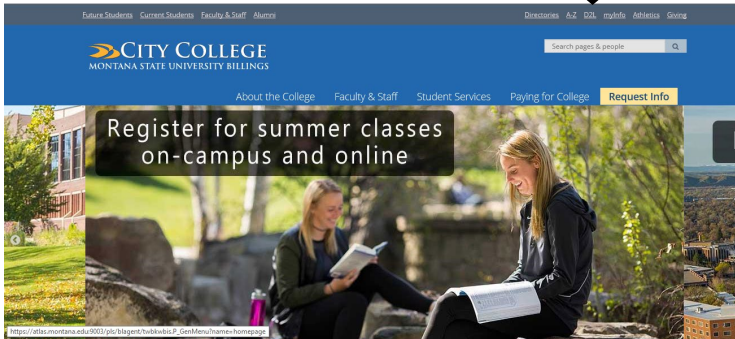 Future Students Current Students Faculty & Staff Alumni
Directories A-Z D2L myInfo Athletics Giving
CITY COLLEGE
MONTANA STATE UNIVERSITY BILLINGS
Search pages & people
About the College Faculty & Staff Student Services Paying for College Request Info
Register for summer classes
on-campus and online
https://atlas.montana.edu:9003/pls/blagent/twbkwbis.P_GenMenu?name=homepage